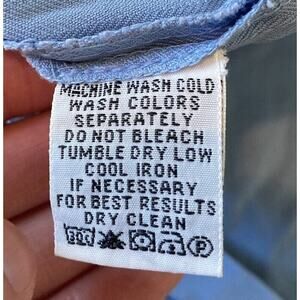 MACHINE WASH COLD
WASH COLORS
SEPARATELY
DO NOT BLEACH
TUMBLE DRY LOW
COOL IRON
IF NECESSARY
FOR BEST RESULTS
DRY CLEAN
P